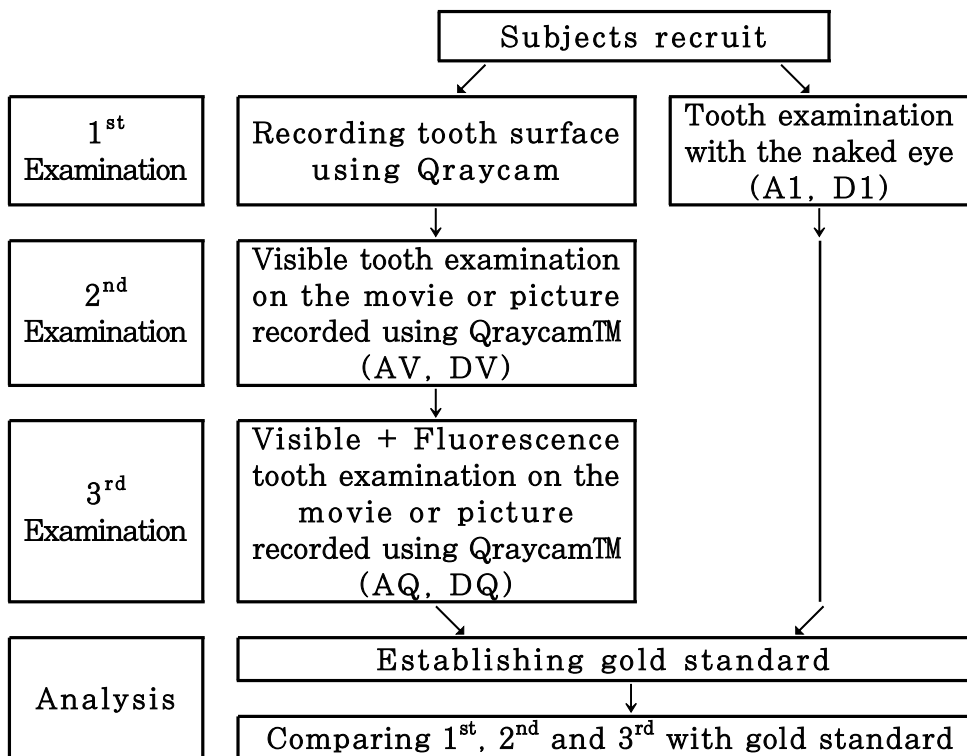 Subjects recruit
1st
Examination
Recording tooth surface
using Qraycam
Tooth examination
with the naked eye
(A1, D1)
2nd
Examination
Visible tooth examination
on the movie or picture
recorded using QraycamTM
(AV, DV)
3rd
Examination
Visible + Fluorescence
tooth examination on the
movie or picture
recorded using QraycamTM
(AQ, DQ)
Analysis
Establishing gold standard
Comparing 1st, 2nd and 3rd with gold standard